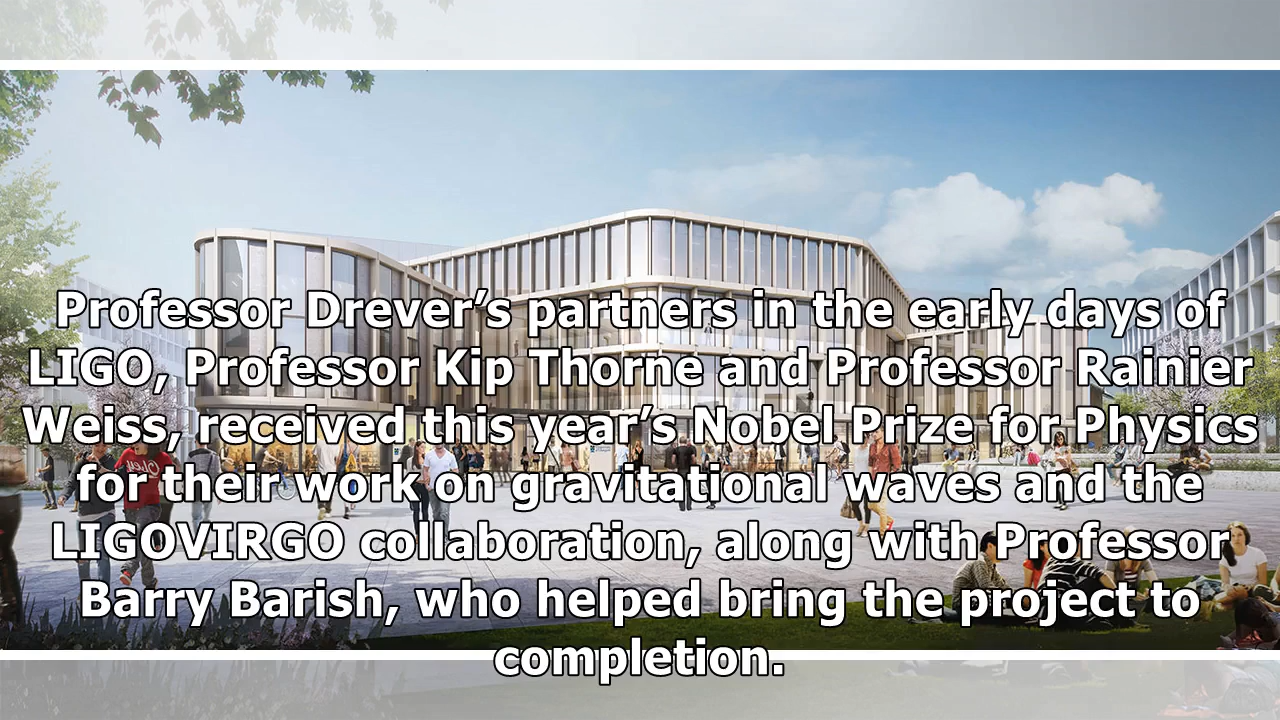 Professor Drever’s partners in the early days of
LIGO, Professor Kip Thorne and Professor Rainier
Weiss, received this year’s Nobel Prize for Physics
for their work on gravitational waves and the
LIGOVIRGO collaboration, along with Professor
Barry Barish, who helped bring the project to
completion.